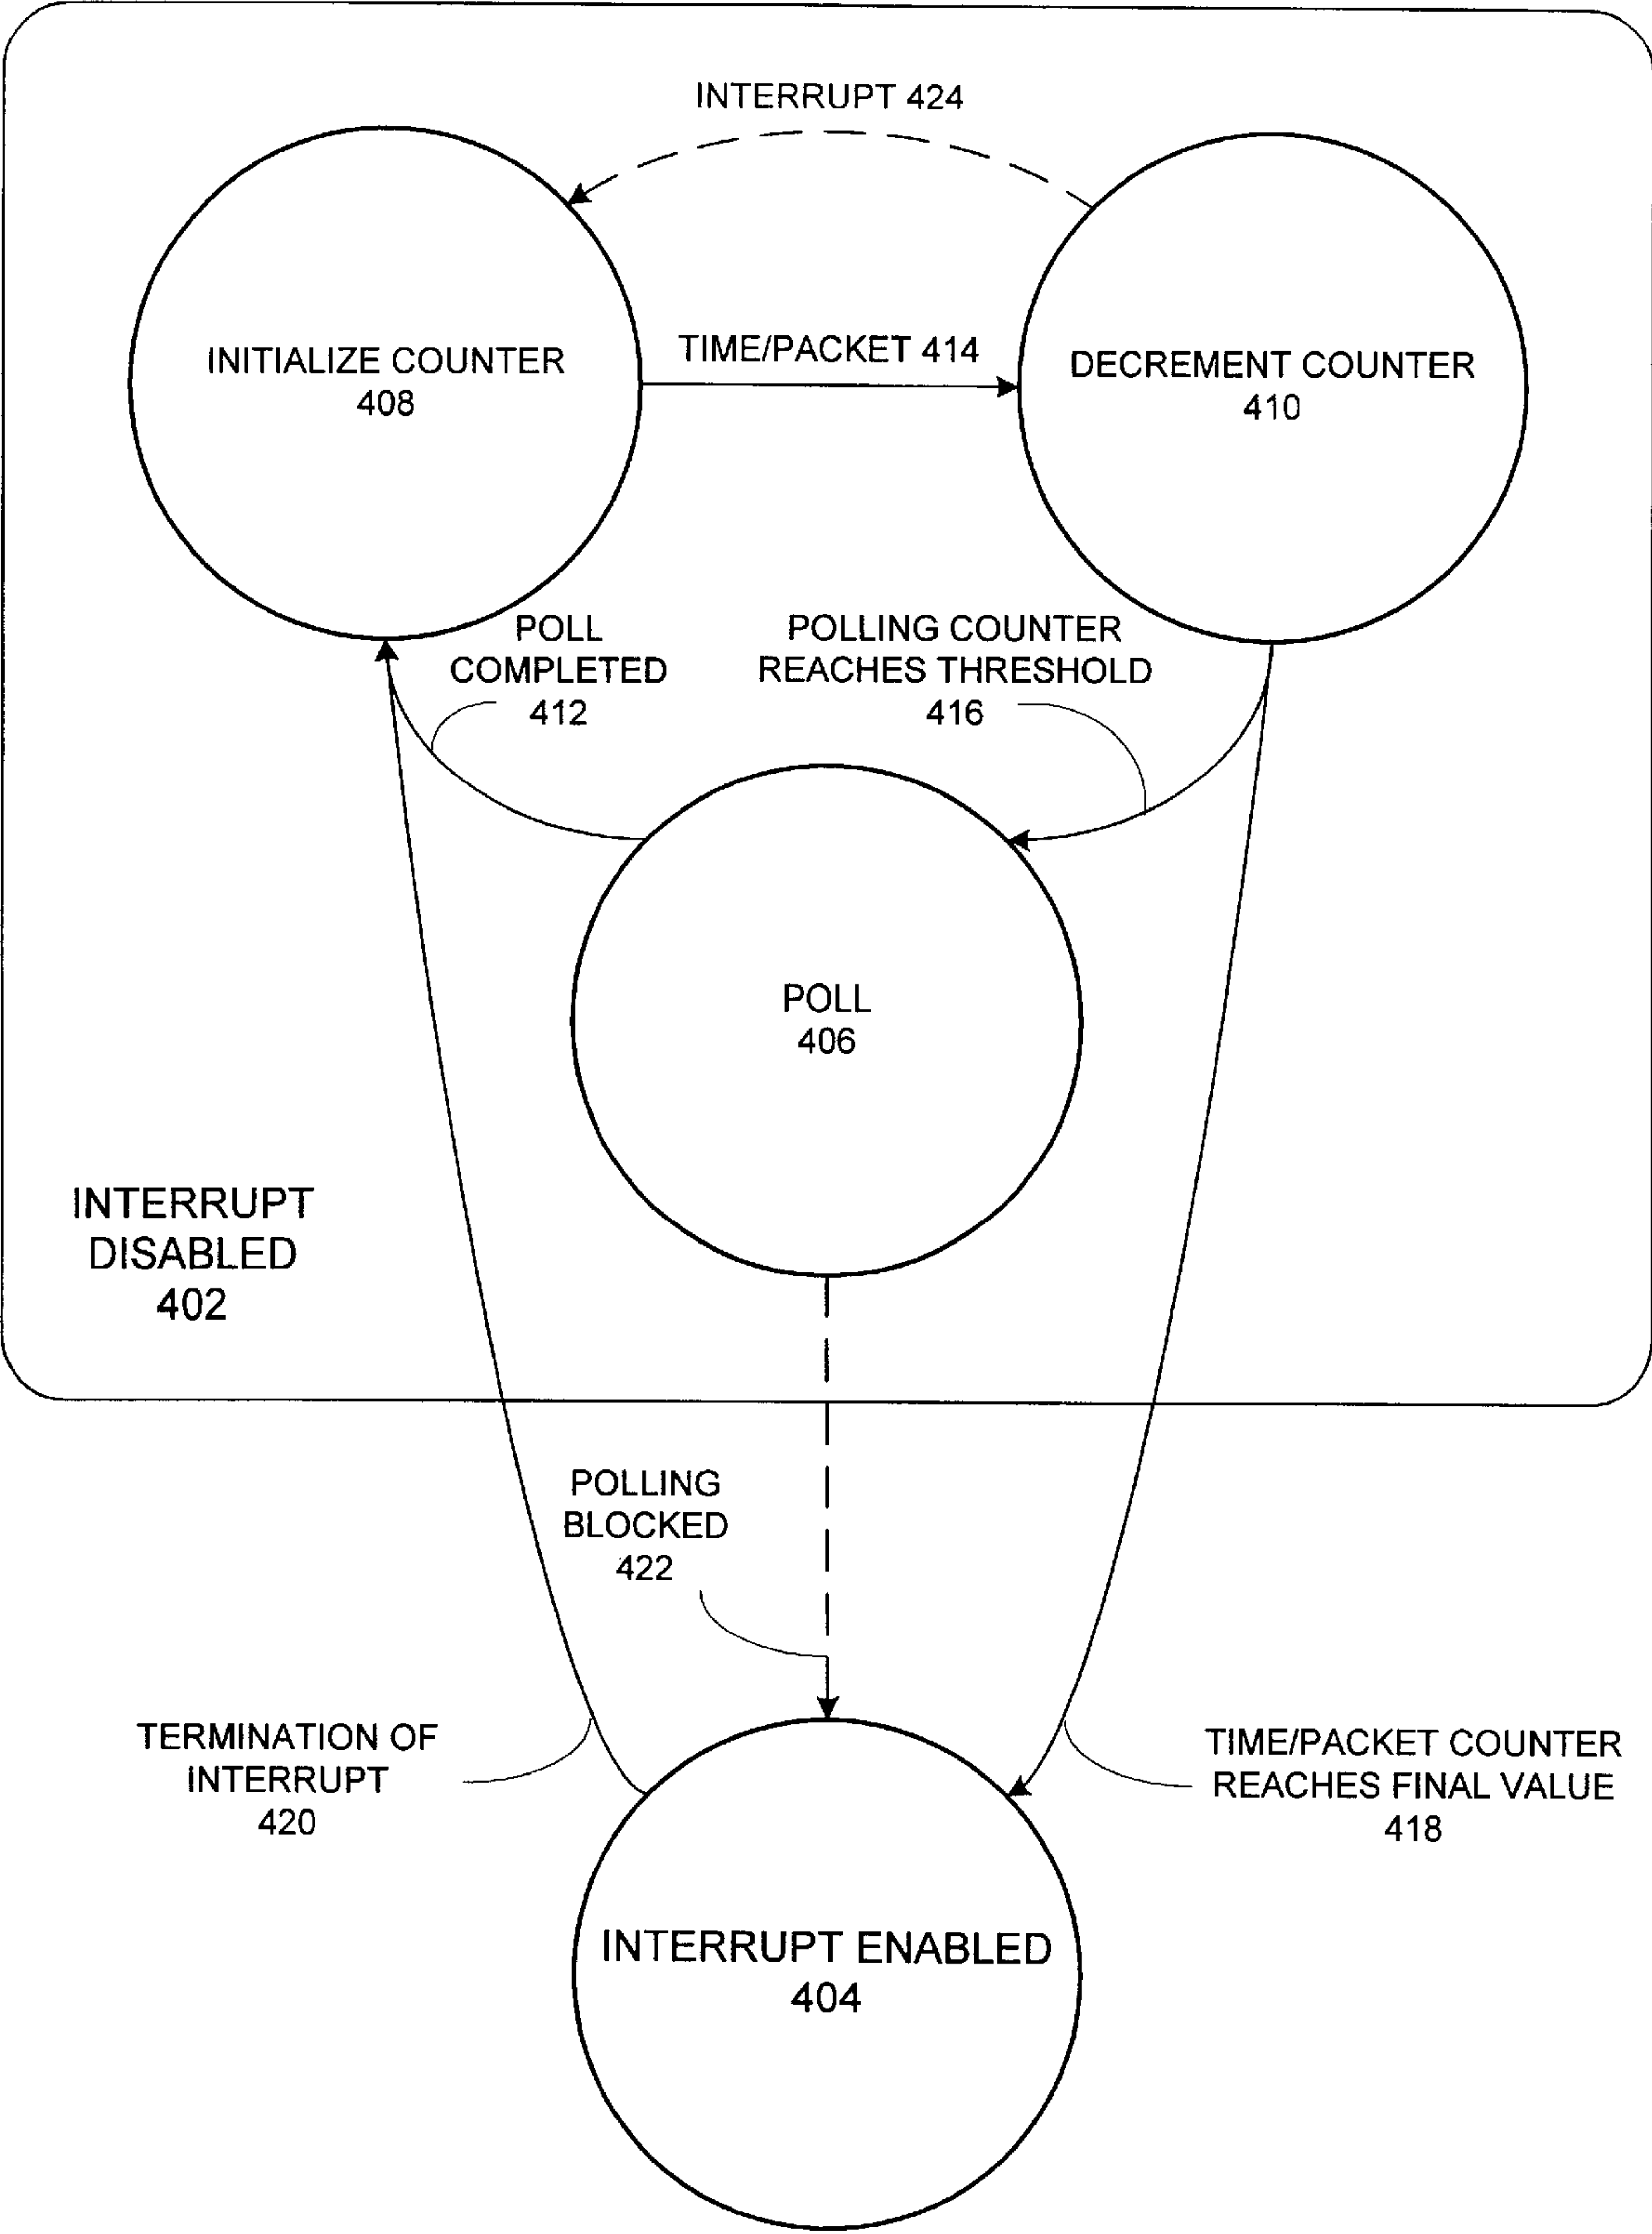 INTERRUPT 424
INITIALIZE COUNTER
408
TIME/PACKET 414
DECREMENT COUNTER
410
POLL
COMPLETED
412
POLLING COUNTER
REACHES THRESHOLD
416
POLL
406
INTERRUPT
DISABLED
402
POLLING
BLOCKED
422
TERMINATION OF
INTERRUPT
420
TIME/PACKET COUNTER
REACHES FINAL VALUE
418
INTERRUPT ENABLED
404